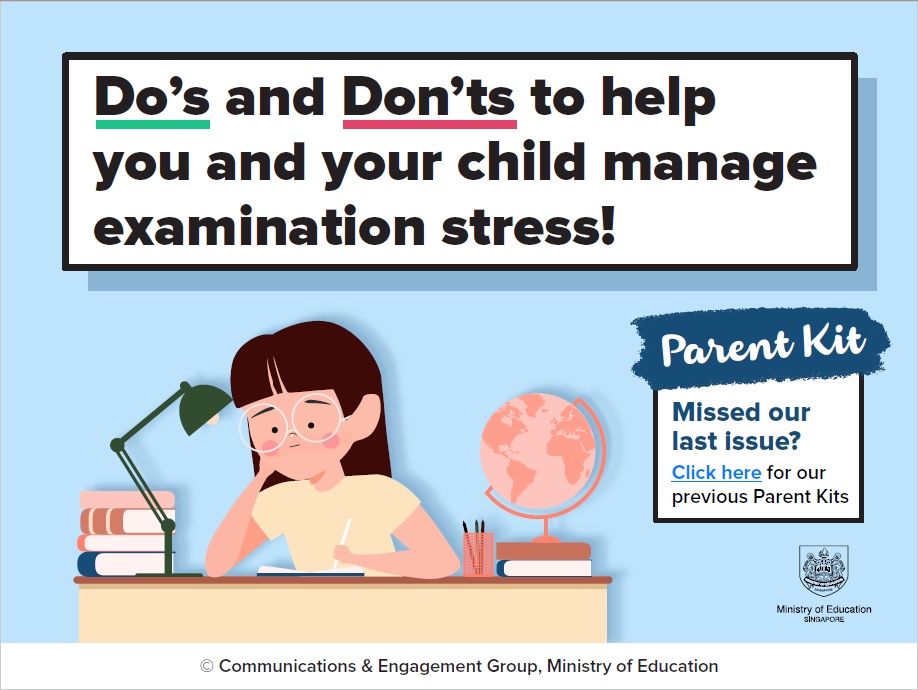 Do’s and Don’ts to help
you and your child manage
examination stress!
Parent Kit
Missed our
last issue?
Click here for our
previous Parent Kits
Ministry of Education
SINGAPORE
© Communications & Engagement Group, Ministry of Education